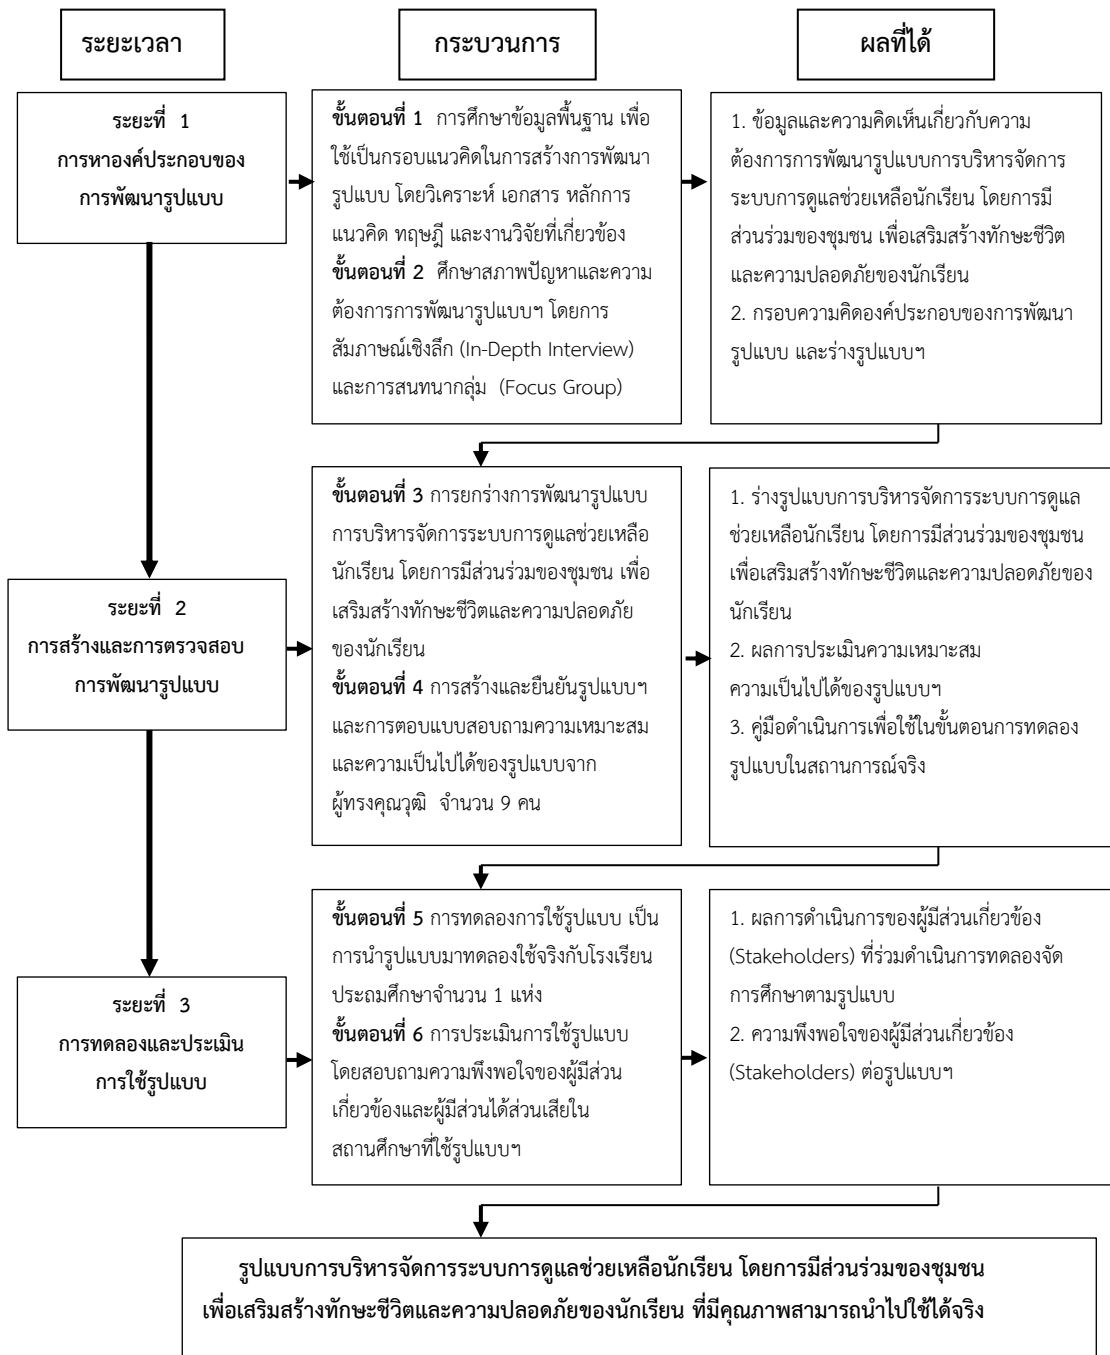 ระยะเวลา
กระบวนการ
ผลที่ได้
ระยะที่ 1
การหาองค์ประกอบของ
การพัฒนารูปแบบ
ขั้นตอนที่ 1 การศึกษาข้อมูลพื้นฐาน เพื่อ
ใช้เป็นกรอบแนวคิดในการสร้างการพัฒนา
รูปแบบ โดยวิเคราะห์ เอกสาร หลักการ
แนวคิด ทฤษฎี และงานวิจัยที่เกี่ยวข้อง
ขั้นตอนที่ 2 ศึกษาสภาพปัญหาและความ
ต้องการการพัฒนารูปแบบฯ โดยการ
สัมภาษณ์เชิงลึก (In-Depth Interview)
และการสนทนากลุ่ม (Focus Group)
1. ข้อมูลและความคิดเห็นเกี่ยวกับความ
ต้องการการพัฒนารูปแบบการบริหารจัดการ
ระบบการดูแลช่วยเหลือนักเรียน โดยการมี
ส่วนร่วมของชุมชน เพื่อเสริมสร้างทักษะชีวิต
และความปลอดภัยของนักเรียน
2. กรอบความคิดองค์ประกอบของการพัฒนา
รูปแบบ และร่างรูปแบบฯ
ระยะที่ 2
การสร้างและการตรวจสอบ
การพัฒนารูปแบบ
ขั้นตอนที่ 3 การยกร่างการพัฒนารูปแบบ
การบริหารจัดการระบบการดูแลช่วยเหลือ
นักเรียน โดยการมีส่วนร่วมของชุมชน เพื่อ
เสริมสร้างทักษะชีวิตและความปลอดภัย
ของนักเรียน
ขั้นตอนที่ 4 การสร้างและยืนยันรูปแบบฯ
และการตอบแบบสอบถามความเหมาะสม
และความเป็นไปได้ของรูปแบบจาก
ผู้ทรงคุณวุฒิ จำนวน 9 คน
1. ร่างรูปแบบการบริหารจัดการระบบการดูแล
ช่วยเหลือนักเรียน โดยการมีส่วนร่วมของชุมชน
เพื่อเสริมสร้างทักษะชีวิตและความปลอดภัยของ
นักเรียน
2. ผลการประเมินความเหมาะสม
ความเป็นไปได้ของรูปแบบฯ
3. คู่มือดำเนินการเพื่อใช้ในขั้นตอนการทดลอง
รูปแบบในสถานการณ์จริง
ระยะที่ 3
การทดลองและประเมิน
การใช้รูปแบบ
ขั้นตอนที่ 5 การทดลองการใช้รูปแบบ เป็น
การนำรูปแบบมาทดลองใช้จริงกับโรงเรียน
ประถมศึกษาจำนวน 1 แห่ง
ขั้นตอนที่ 6 การประเมินการใช้รูปแบบ
โดยสอบถามความพึงพอใจของผู้มีส่วน
เกี่ยวข้องและผู้มีส่วนได้ส่วนเสียใน
สถานศึกษาที่ใช้รูปแบบฯ
1. ผลการดำเนินการของผู้มีส่วนเกี่ยวข้อง
(Stakeholders) ที่ร่วมดำเนินการทดลองจัด
การศึกษาตามรูปแบบ
2. ความพึงพอใจของผู้มีส่วนเกี่ยวข้อง
(Stakeholders) ต่อรูปแบบฯ
รูปแบบการบริหารจัดการระบบการดูแลช่วยเหลือนักเรียน โดยการมีส่วนร่วมของชุมชน
เพื่อเสริมสร้างทักษะชีวิตและความปลอดภัยของนักเรียน ที่มีคุณภาพสามารถนำไปใช้ได้จริง